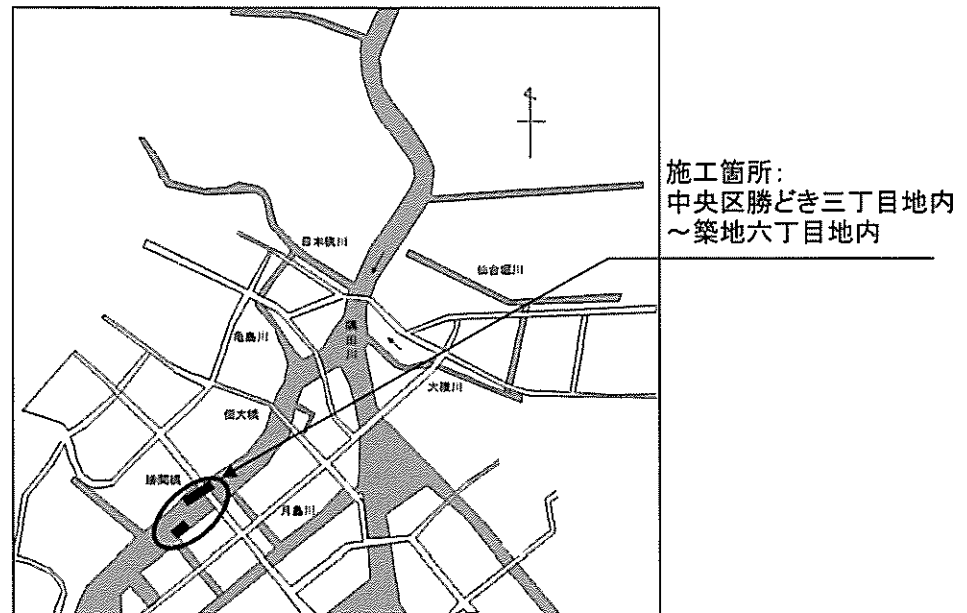 施工箇所:
中央区勝どき三丁目地内
～築地六丁目地内
日本橋川
仙台堀川
隅田川
亀島川
大横川
佃大橋
勝鬨橋
月島川